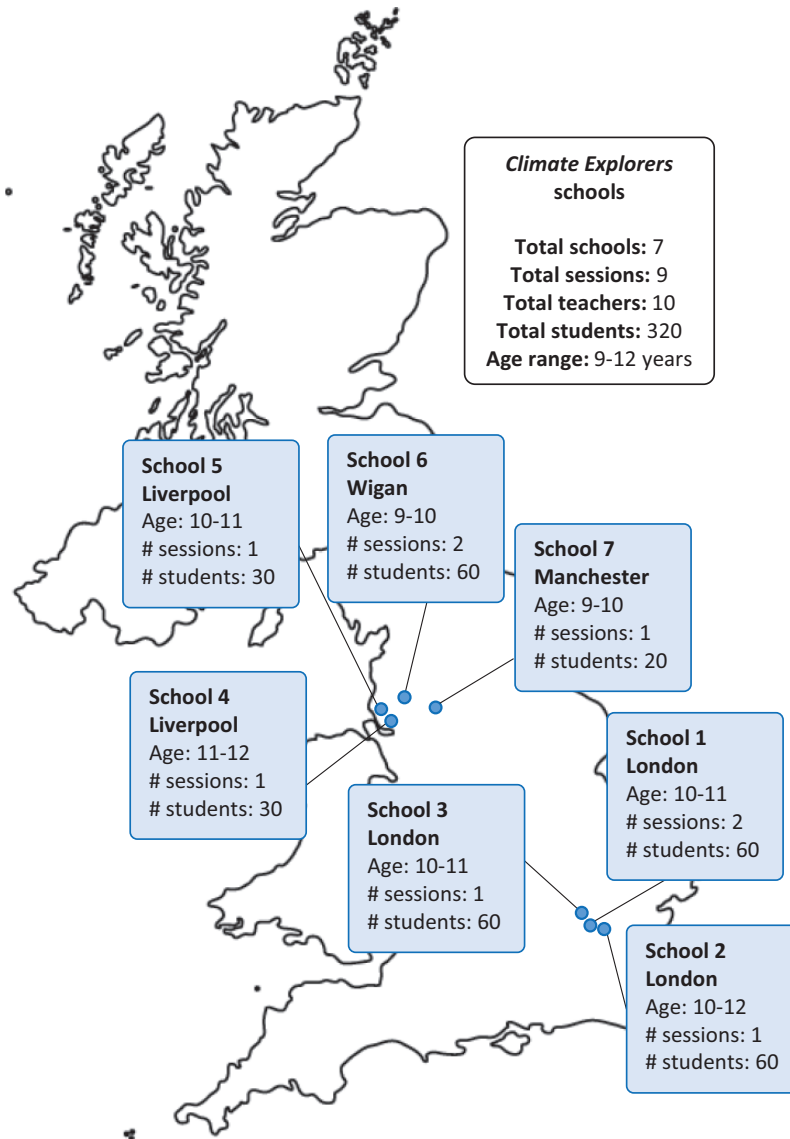 Climate Explorers
schools
Total schools: 7
Total sessions: 9
Total teachers: 10
Total students: 320
Age range: 9-12 years
School 5
Liverpool
Age: 10-11
# sessions: 1
# students: 30
School 6
Wigan
Age: 9-10
# sessions: 2
# students: 60
School 7
Manchester
Age: 9-10
# sessions: 1
# students: 20
School 4
Liverpool
Age: 11-12
# sessions: 1
# students: 30
School 1
London
Age: 10-11
# sessions: 2
# students: 60
School 3
London
Age: 10-11
# sessions: 1
# students: 60
School 2
London
Age: 10-12
# sessions: 1
# students: 60